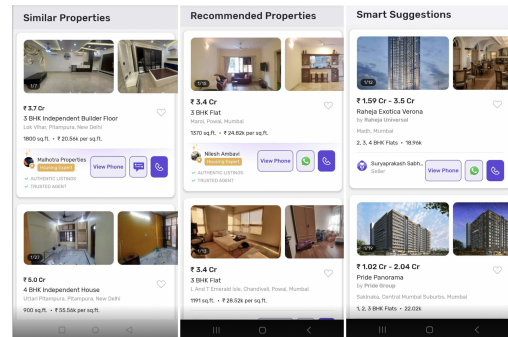 Similar Properties
1/7
₹ 3.7 Cr
3 BHK Independent Builder Floor
Lok Vihar, Pitampura, New Delhi
1800 sq.ft. • ₹ 20.56k per sq.ft.
Malhotra Properties
Housing Expert
View Phone
✓ AUTHENTIC LISTINGS
✓ TRUSTED AGENT
1/27
₹ 5.0 Cr
4 BHK Independent House
Uttari Pitampura, Pitampura, New Delhi
900 sq.ft. • ₹ 55.56k per sq.ft.
Recommended Properties
1/15
₹ 3.4 Cr
3 BHK Flat
Marol, Powai, Mumbai
1370 sq.ft. • ₹ 24.82k per sq.ft.
Nilesh Ambavi
Housing Expert
View Phone
✓ AUTHENTIC LISTINGS
✓ TRUSTED AGENT
1/13
₹ 3.4 Cr
3 BHK Flat
L And T Emerald Isle, Chandivali, Powai, Mumbai
1191 sq.ft. • ₹ 28.52k per sq.ft.
Smart Suggestions
1/12
₹ 1.59 Cr - 3.5 Cr
Raheja Exotica Verona
by Raheja Universal
Madh, Mumbai
2, 3, 4 BHK Flats • 18.96k
Suryaprakash Sabh...
Seller
View Phone
1/19
₹ 1.02 Cr - 2.04 Cr
Pride Panorama
by Pride Group
Sakinaka, Central Mumbai Suburbs, Mumbai
1, 2, 3 BHK Flats • 22.02k